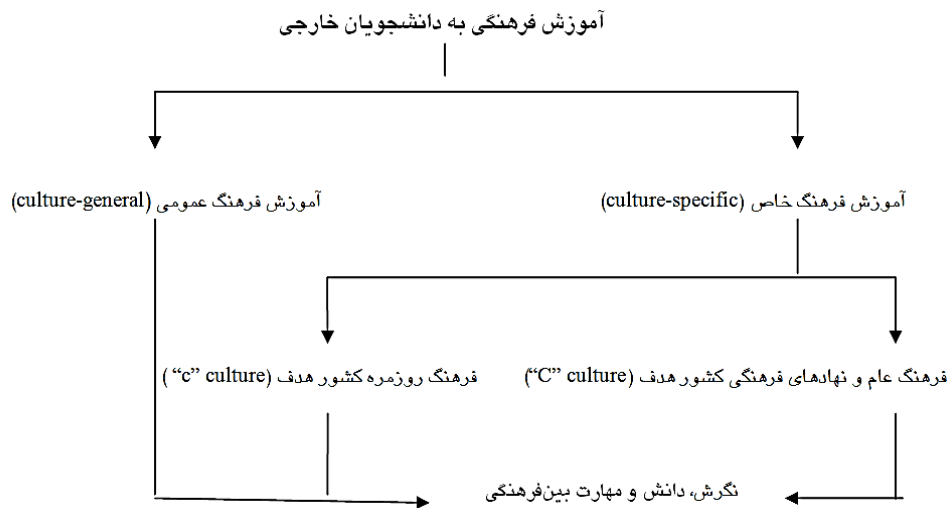 آموزش فرهنگی به دانشجویان خارجی
آموزش فرهنگ خاص (culture-specific)
آموزش فرهنگ عمومی (culture-general)
فرهنگ عام و نهادهای فرهنگی کشور هدف (“C” culture)
فرهنگ روزمره کشور هدف (“c” culture )
نگرش، دانش و مهارت بین‌فرهنگی